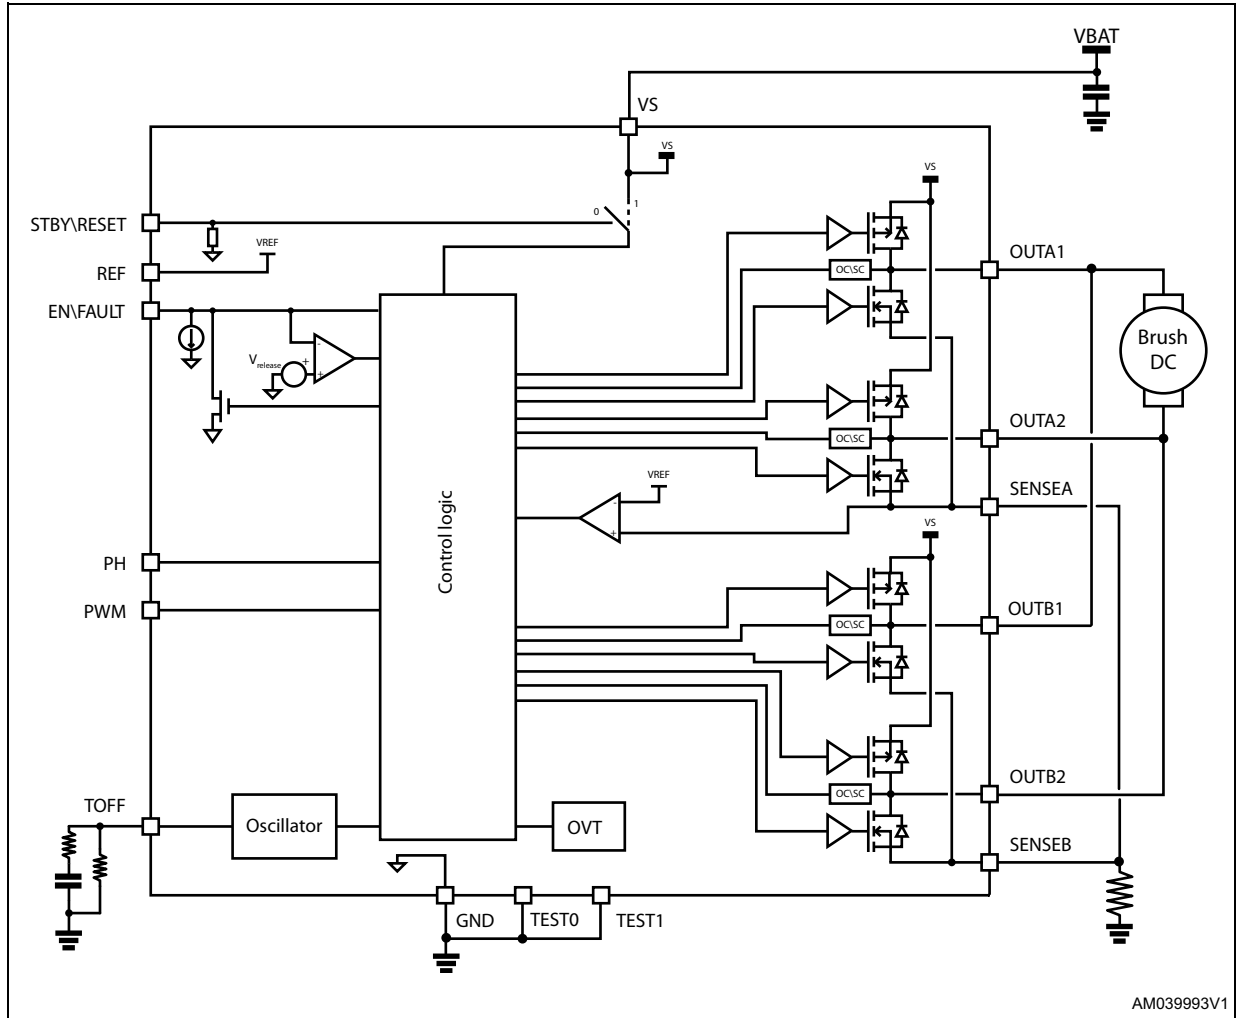 VBAT
VS
VS
VS
0
1
STBY\RESET
VREF
REF
OUTA1
OC\SC
EN\FAULT
Vrelease
+
-
+
Brush
DC
OUTA2
OC\SC
VREF
-
+
SENSEA
VS
Control logic
PH
PWM
OUTB1
OC\SC
OUTB2
OC\SC
TOFF
Oscillator
OVT
SENSEB
GND
TEST0
TEST1
AM039993V1